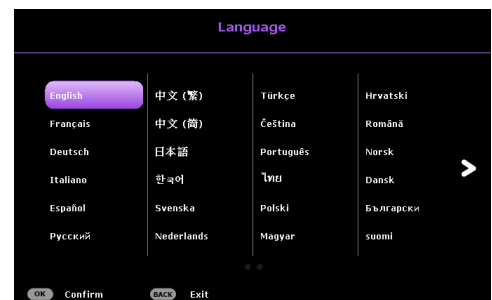 Language
English
Français
Deutsch
Italiano
Español
Русский
中文 (繁)
中文 (简)
日本語
한국어
Svenska
Nederlands
Türkçe
Čeština
Português
ไทย
Polski
Magyar
Hrvatski
Română
Norsk
Dansk
Български
suomi
OK Confirm BACK Exit